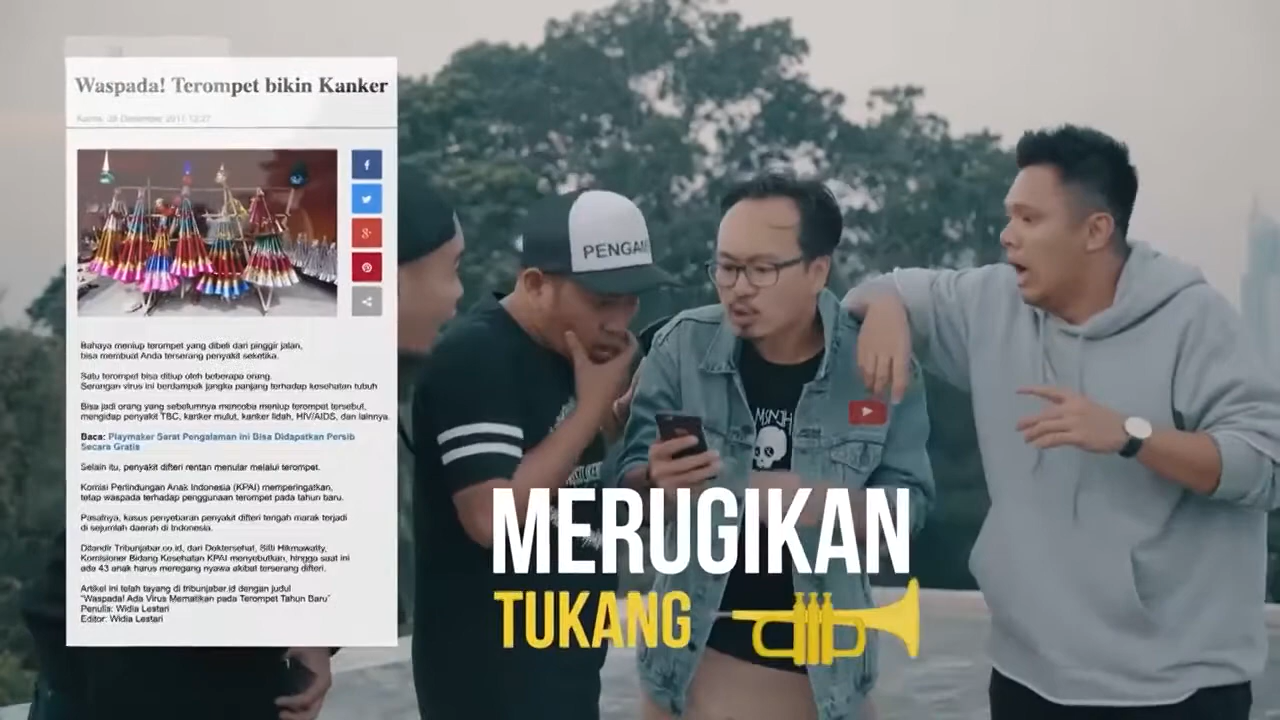 Waspada! Terompet bikin Kanker
Bahaya meniup terompet yang dibeli dari pinggir jalan,
bisa membuat Anda terserang penyakit seketika.
Satu terompet bisa ditiup oleh beberapa orang.
Serangan virus ini berdampak jangka panjang terhadap kesehatan tubuh
Bisa jadi orang yang sebelumnya mencoba meniup terompet tersebut,
mengidap penyakit TBC, kanker mulut, kanker lidah, HIV/AIDS, dan lainnya.
Baca: Playmaker Sarat Pengalaman ini Bisa Didapatkan Persib
Secara Gratis
Selain itu, penyakit difteri rentan menular melalui terompet.
Komisi Perlindungan Anak Indonesia (KPAI) memperingatkan,
tetap waspada terhadap penggunaan terompet pada tahun baru.
Pasalnya, kasus penyebaran penyakit difteri tengah marak terjadi
di sejumlah daerah di Indonesia.
Dilandir Tribunjabar.co.id, dari Doktersehat, Sitti Hikmawatty,
Komisioner Bidang Kesehatan KPAI menyebutkan, hingga saat ini
ada 43 anak harus meregang nyawa akibat terserang difteri.
Artikel ini telah tayang di tribunjabar.id dengan judul
"Waspada! Ada Virus Mematikan pada Terompet Tahun Baru"
Penulis: Widia Lestari
Editor: Widia Lestari
PENGAM
MERUGIKAN
TUKANG